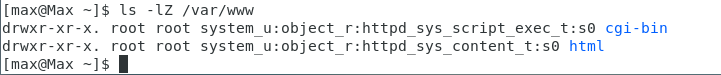 [max@Max ~]$ ls -lZ /var/www
drwxr-xr-x. root root system_u:object_r:httpd_sys_script_exec_t:s0 cgi-bin
drwxr-xr-x. root root system_u:object_r:httpd_sys_content_t:s0 html
[max@Max ~]$